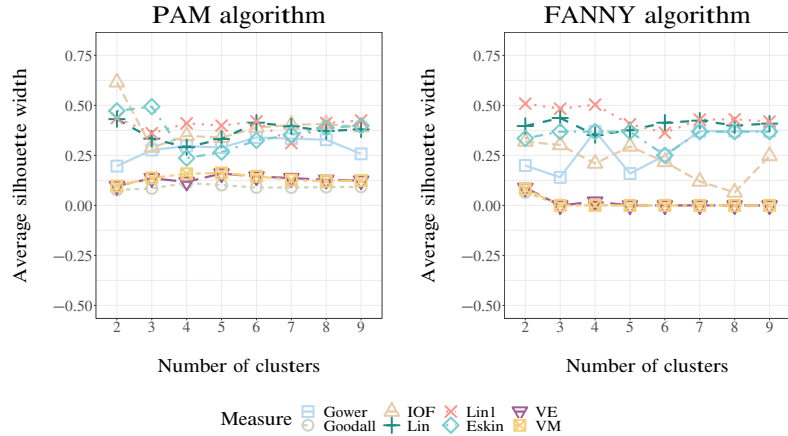 PAM algorithm
Average silhouette width
0.75
0.50
0.25
0.00
−0.25
−0.50
2 3 4 5 6 7 8 9
Number of clusters
FANNY algorithm
Average silhouette width
0.75
0.50
0.25
0.00
−0.25
−0.50
2 3 4 5 6 7 8 9
Number of clusters
Measure
Gower IOF Lin1 VE
Goodall Lin Eskin VM